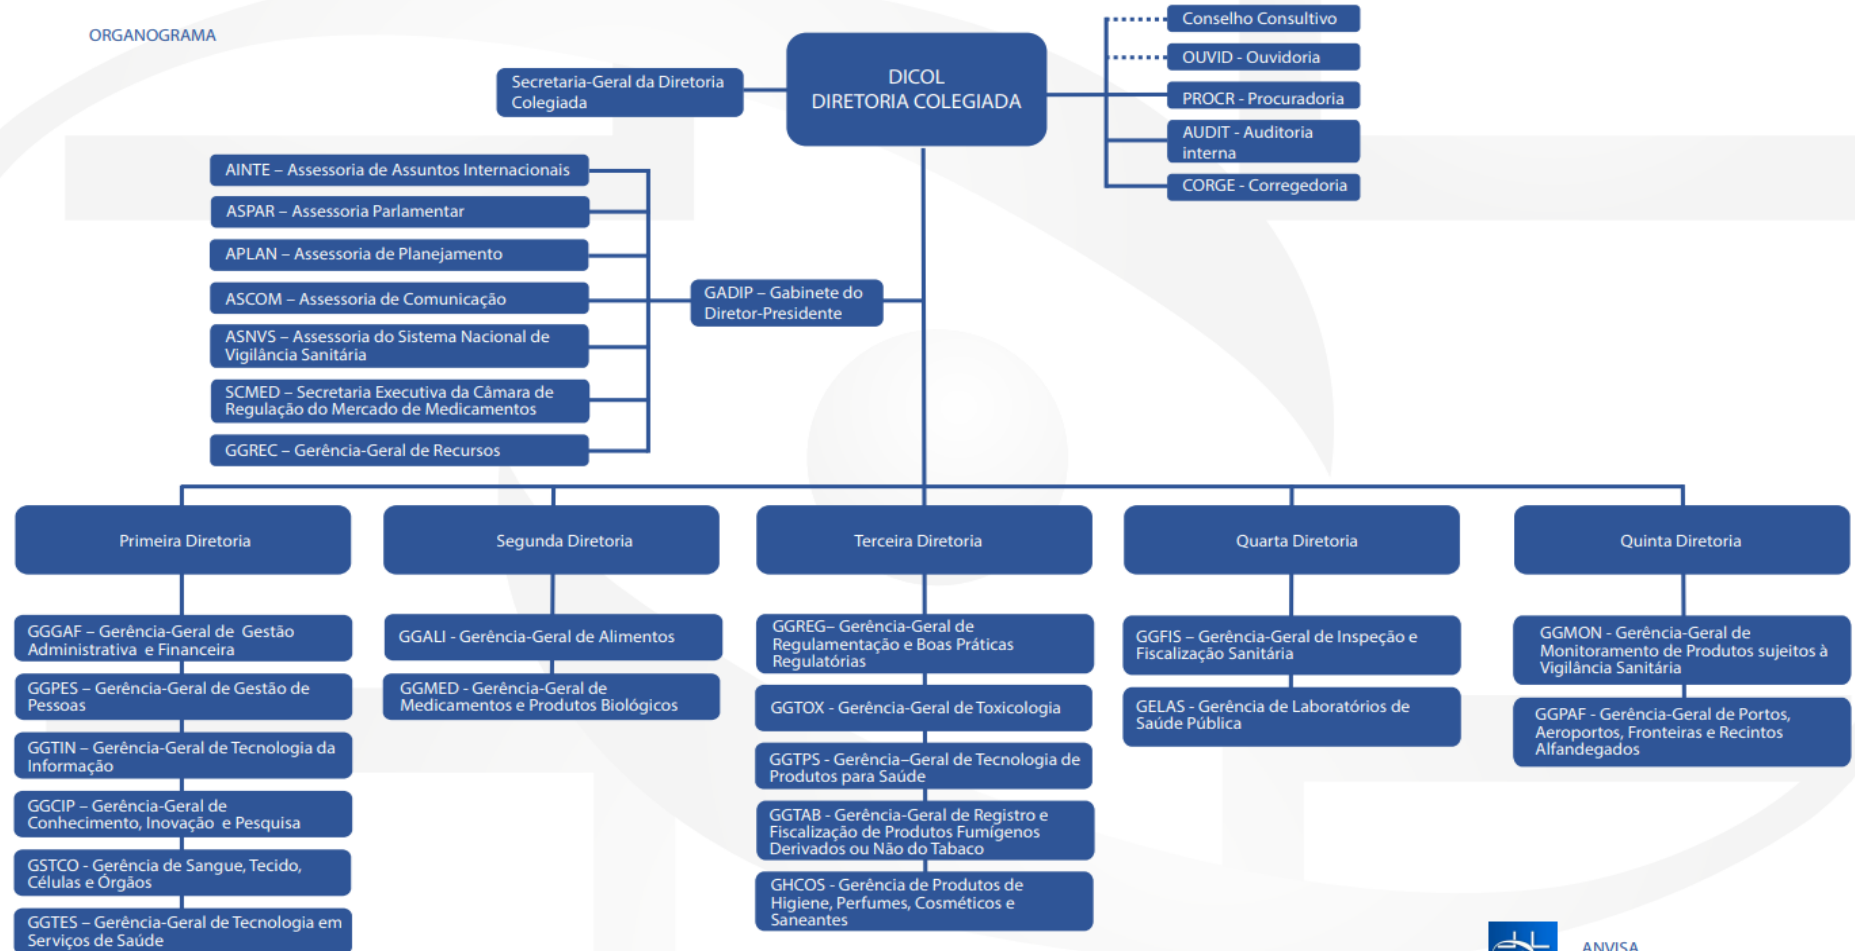 ORGANOGRAMA
Secretaria-Geral da Diretoria
Colegiada
DICOL
DIRETORIA COLEGIADA
Conselho Consultivo
OUVID - Ouvidoria
PROCR - Procuradoria
AUDIT - Auditoria
interna
CORGE - Corregedoria
AINTE – Assessoria de Assuntos Internacionais
ASPAR – Assessoria Parlamentar
APLAN – Assessoria de Planejamento
ASCOM – Assessoria de Comunicação
ASNVS – Assessoria do Sistema Nacional de
Vigilância Sanitária
SCMED – Secretaria Executiva da Câmara de
Regulação do Mercado de Medicamentos
GGREC – Gerência-Geral de Recursos
GADIP – Gabinete do
Diretor-Presidente
Primeira Diretoria
GGGAF – Gerência-Geral de  Gestão
Administrativa  e Financeira
GGPES – Gerência-Geral de Gestão de
Pessoas
GGTIN – Gerência-Geral de Tecnologia da
Informação
GGCIP – Gerência-Geral de
Conhecimento, Inovação  e Pesquisa
GSTCO - Gerência de Sangue, Tecido,
Células e Órgãos
GGTES – Gerência-Geral de Tecnologia em
Serviços de Saúde
Segunda Diretoria
GGALI - Gerência-Geral de Alimentos
GGMED - Gerência-Geral de
Medicamentos e Produtos Biológicos
Terceira Diretoria
GGREG– Gerência-Geral de
Regulamentação e Boas Práticas
Regulatórias
GGTOX - Gerência-Geral de Toxicologia
GGTPS - Gerência–Geral de Tecnologia de
Produtos para Saúde
GGTAB - Gerência-Geral de Registro e
Fiscalização de Produtos Fumígenos
Derivados ou Não do Tabaco
GHCOS - Gerência de Produtos de
Higiene, Perfumes, Cosméticos e
Saneantes
Quarta Diretoria
GGFIS – Gerência-Geral de Inspeção e
Fiscalização Sanitária
GELAS - Gerência de Laboratórios de
Saúde Pública
Quinta Diretoria
GGMON - Gerência-Geral de
Monitoramento de Produtos sujeitos à
Vigilância Sanitária
GGPAF - Gerência-Geral de Portos,
Aeroportos, Fronteiras e Recintos
Alfandegados
ANVISA